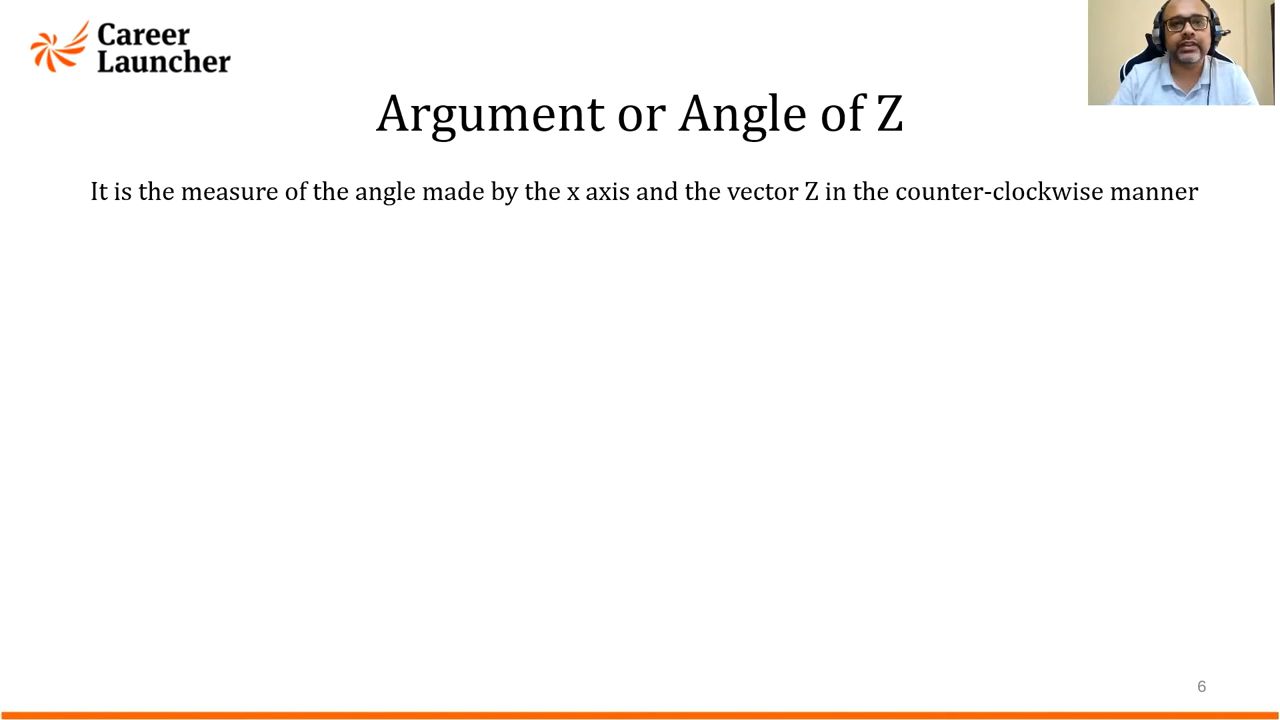 Career
Launcher
Argument or Angle of Z
It is the measure of the angle made by the x axis and the vector Z in the counter-clockwise manner
6